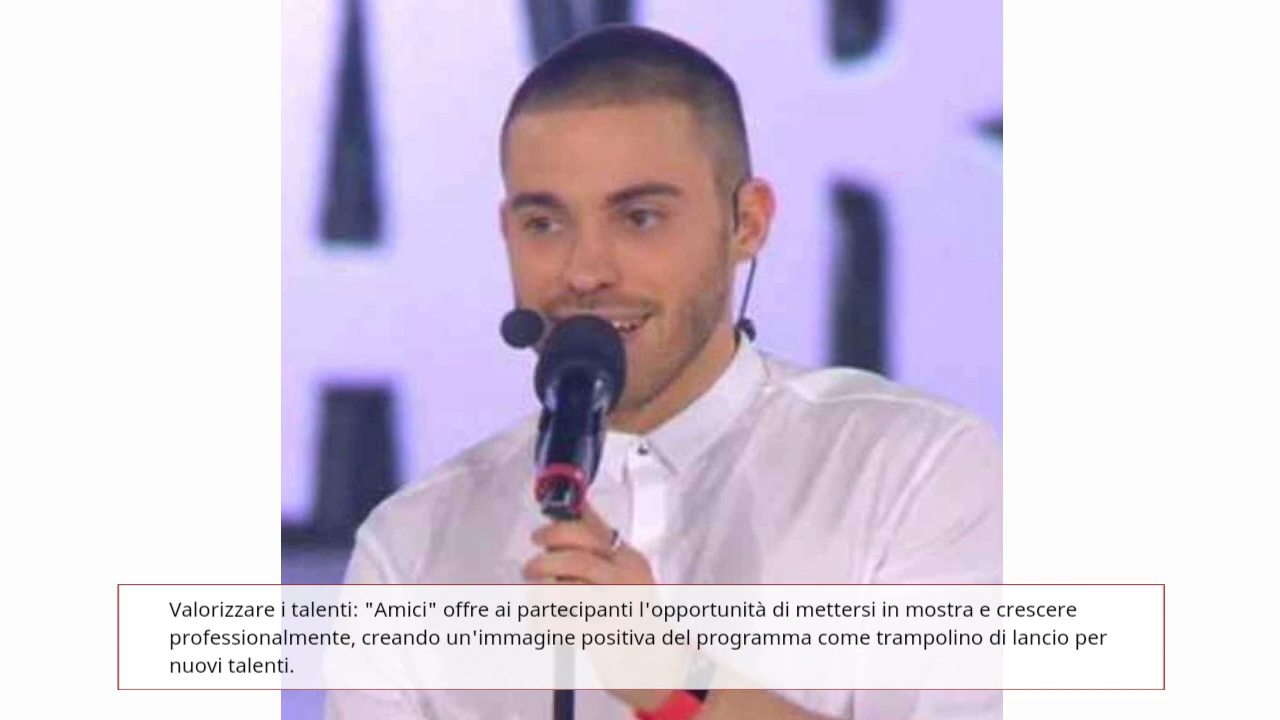 Valorizzare i talenti: "Amici" offre ai partecipanti l'opportunità di mettersi in mostra e crescere
professionalmente, creando un'immagine positiva del programma come trampolino di lancio per
nuovi talenti.